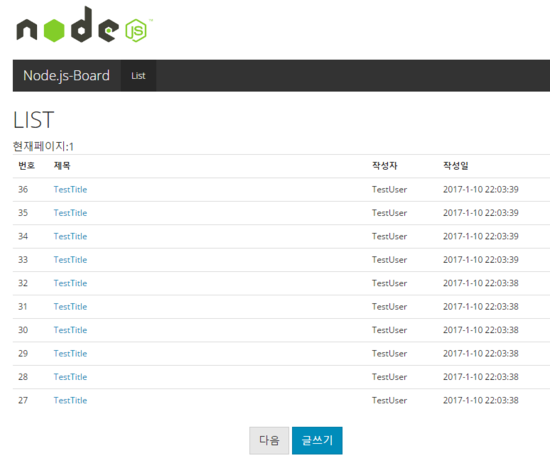 node JS ™
Node.js-Board List
LIST
현재페이지:1
번호 제목 작성자 작성일
36 TestTitle TestUser 2017-1-10 22:03:39
35 TestTitle TestUser 2017-1-10 22:03:39
34 TestTitle TestUser 2017-1-10 22:03:39
33 TestTitle TestUser 2017-1-10 22:03:39
32 TestTitle TestUser 2017-1-10 22:03:38
31 TestTitle TestUser 2017-1-10 22:03:38
30 TestTitle TestUser 2017-1-10 22:03:38
29 TestTitle TestUser 2017-1-10 22:03:38
28 TestTitle TestUser 2017-1-10 22:03:38
27 TestTitle TestUser 2017-1-10 22:03:38
다음 글쓰기